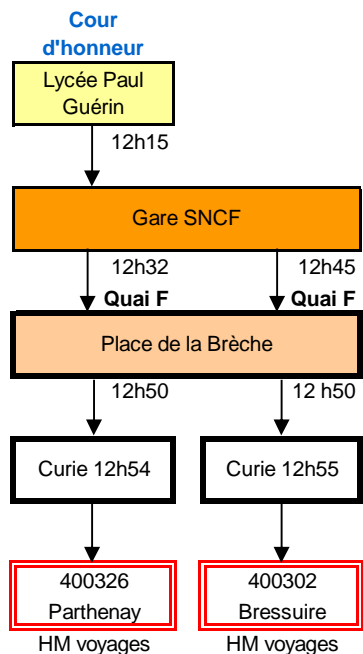 Cour
d'honneur
Lycée Paul
Guérin
12h15
Gare SNCF
12h32 12h45
Quai F Quai F
Place de la Brèche
12h50 12 h50
Curie 12h54 Curie 12h55
400326 400302
Parthenay Bressuire
HM voyages HM voyages